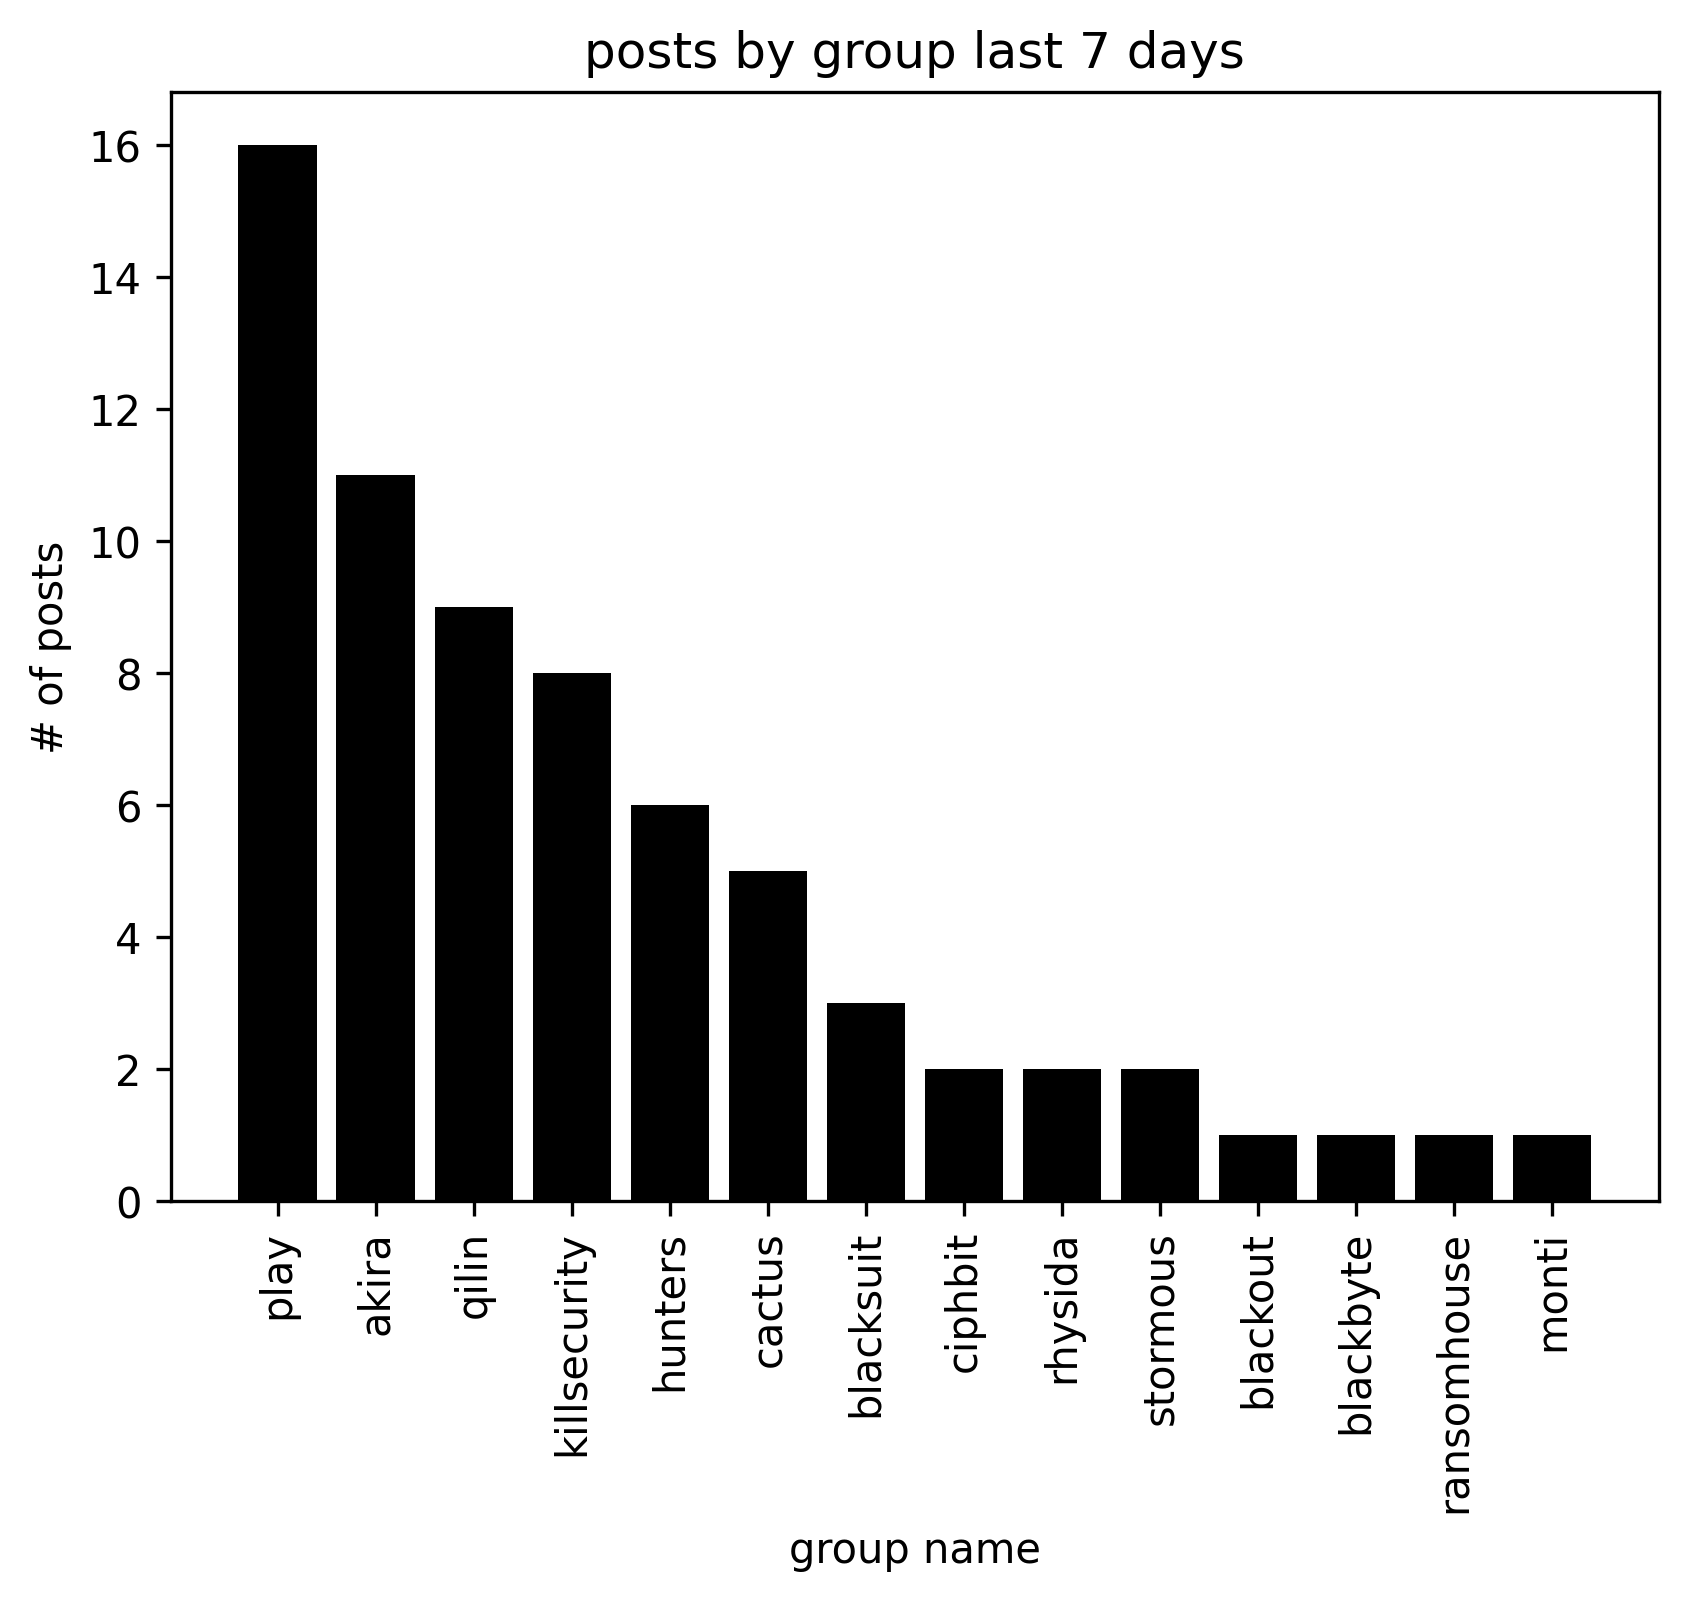 posts by group last 7 days
# of posts
16
14
12
10
8
6
4
2
0
play
akira
qilin
killsecurity
hunters
cactus
blacksuit
ciphbit
rhysida
stormous
blackout
blackbyte
ransomhouse
monti
group name